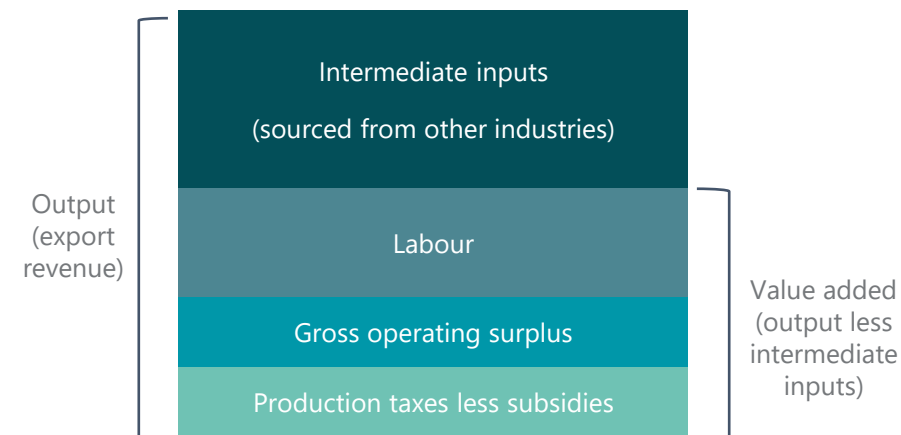 Intermediate inputs
(sourced from other industries)
Output
(export
revenue)
Labour
Gross operating surplus
Production taxes less subsidies
Value added
(output less
intermediate
inputs)